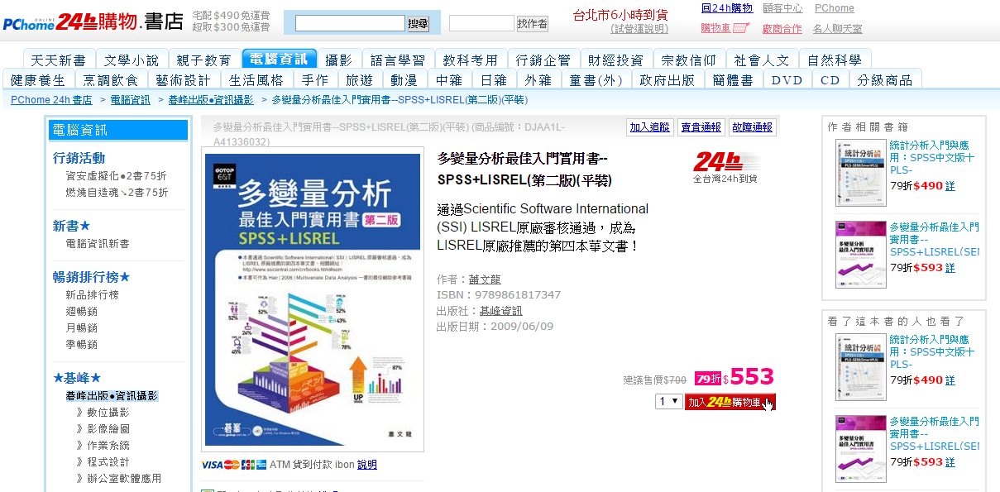 PChome ONLINE 24h購物.書店
宅配$490免運費
超取$300免運費
搜尋
找作者
台北市6小時到貨
(試營運說明)
回24h購物 顧客中心 PChome
購物車 廠商合作 名人聊天室
天天新書 文學小說 親子教育 電腦資訊 攝影 語言學習 教科考用 行銷企管 財經投資 宗教信仰 社會人文 自然科學
健康養生 烹調飲食 藝術設計 生活風格 手作 旅遊 動漫 中雜 日雜 外雜 童書(外) 政府出版 簡體書 DVD CD 分級商品
PChome 24h 書店 > 電腦資訊 > 碁峰出版●資訊攝影 > 多變量分析最佳入門實用書--SPSS+LISREL(第二版)(平裝)
電腦資訊
行銷活動
資安虛擬化●2書75折
燃燒自造魂↘2書75折
新書★
電腦資訊新書
暢銷排行榜★
新品排行榜
週暢銷
月暢銷
季暢銷
★碁峰★
碁峰出版●資訊攝影
》數位攝影
》影像繪圖
》作業系統
》程式設計
》辦公室軟體應用
多變量分析最佳入門實用書--SPSS+LISREL(第二版)(平裝) (商品編號：DJAA1L-
A41336032)
加入追蹤 賣貴通報 故障通報
GOTOP
E&T
多變量分析
最佳入門實用書 第二版
SPSS+LISREL
●本書通過 Scientific Software International（SSI）LISREL 原廠審核通過，成為
LISREL 原廠推薦的第四本華文書，相關網址：
http://www.ssicentral.com/cn/books.html#sem
●本書可作為 Hair (2006) Multivariate Data Analysis 一書的最佳輔助參考書籍
52%
52%
43%
24%
45%
78%
87%
UP
碁峯
www.gotop.com.tw
蕭文龍
VISA ATM 貨到付款 ibon 說明
多變量分析最佳入門實用書--
SPSS+LISREL(第二版)(平裝)
24h
全台灣24h到貨
通過Scientific Software International
(SSI) LISREL原廠審核通過，成為
LISREL原廠推薦的第四本華文書！
作者：蕭文龍
ISBN：9789861817347
出版社：碁峰資訊
出版日期：2009/06/09
建議售價$700 79折$553
1 加入24h購物車
作者相關書籍
統計分析入門與應
用：SPSS中文版＋
PLS-
79折$490 詳
多變量分析最佳入門
實用書--
SPSS+LISREL(SEM
79折$593 詳
看了這本書的人也看了
統計分析入門與應
用：SPSS中文版＋
PLS-
79折$490 詳
多變量分析最佳入門
實用書--
SPSS+LISREL(SEM
79折$593 詳